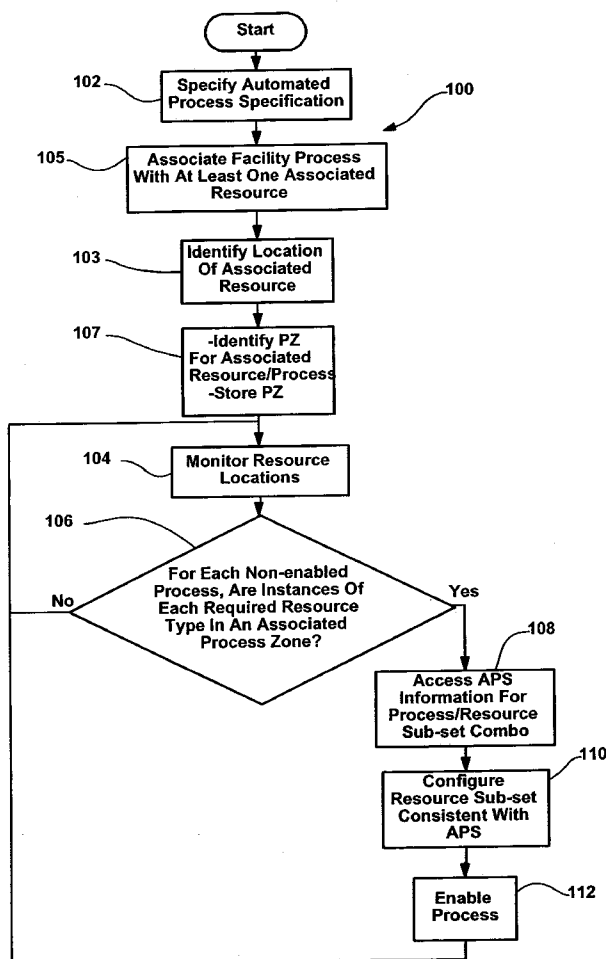 Start
102
Specify Automated
Process Specification
100
105
Associate Facility Process
With At Least One Associated
Resource
103
Identify Location
Of Associated
Resource
107
-Identify PZ
For Associated
Resource/Process
-Store PZ
104
Monitor Resource
Locations
106
For Each Non-enabled
Process, Are Instances Of
Each Required Resource
Type In An Associated
Process Zone?
No
Yes
108
Access APS
Information For
Process/Resource
Sub-set Combo
110
Configure
Resource Sub-set
Consistent With
APS
112
Enable
Process